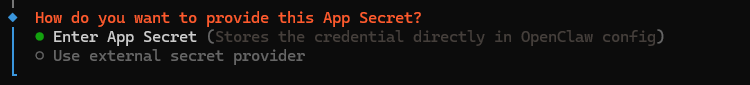 How do you want to provide this App Secret?
Enter App Secret (Stores the credential directly in OpenClaw config)
Use external secret provider